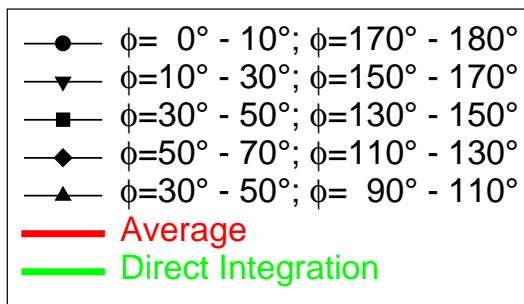 ϕ= 0° - 10°; ϕ=170° - 180°
ϕ=10° - 30°; ϕ=150° - 170°
ϕ=30° - 50°; ϕ=130° - 150°
ϕ=50° - 70°; ϕ=110° - 130°
ϕ=30° - 50°; ϕ= 90° - 110°
Average
Direct Integration